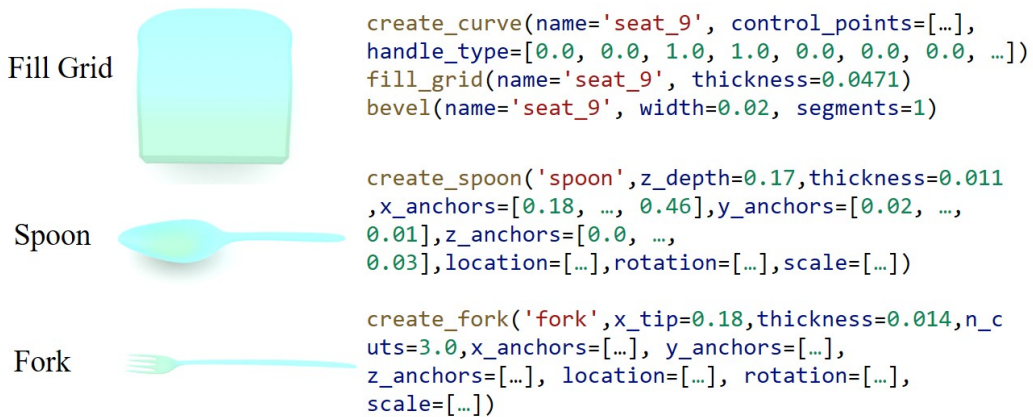 Fill Grid
create_curve(name='seat_9', control_points=[…],
handle_type=[0.0, 0.0, 1.0, 1.0, 0.0, 0.0, 0.0, …])
fill_grid(name='seat_9', thickness=0.0471)
bevel(name='seat_9', width=0.02, segments=1)
Spoon
create_spoon('spoon',z_depth=0.17,thickness=0.011
,x_anchors=[0.18, …, 0.46],y_anchors=[0.02, …,
0.01],z_anchors=[0.0, …,
0.03],location=[…],rotation=[…],scale=[…])
Fork
create_fork('fork',x_tip=0.18,thickness=0.014,n_c
uts=3.0,x_anchors=[…], y_anchors=[…],
z_anchors=[…], location=[…], rotation=[…],
scale=[…])